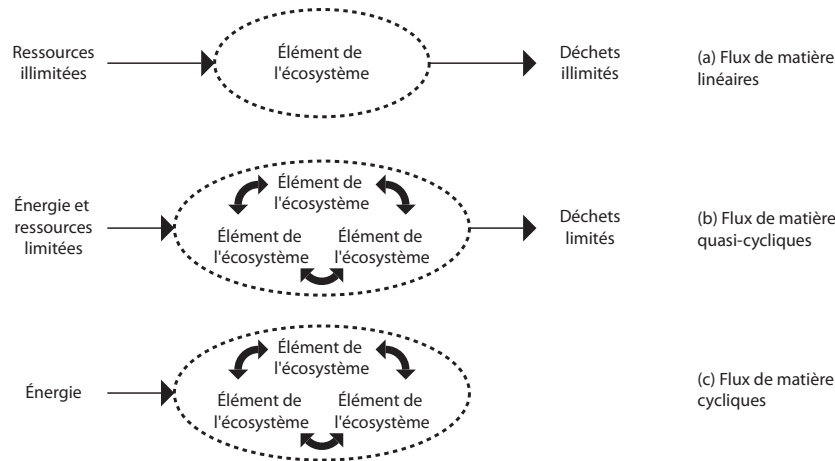 Ressources
illimitées
Élément de
l'écosystème
Déchets
illimités
(a) Flux de matière
linéaires
Énergie et
ressources
limitées
Élément de
l'écosystème
Élément de
l'écosystème
Élément de
l'écosystème
Déchets
limités
(b) Flux de matière
quasi-cycliques
Énergie
Élément de
l'écosystème
Élément de
l'écosystème
Élément de
l'écosystème
(c) Flux de matière
cycliques